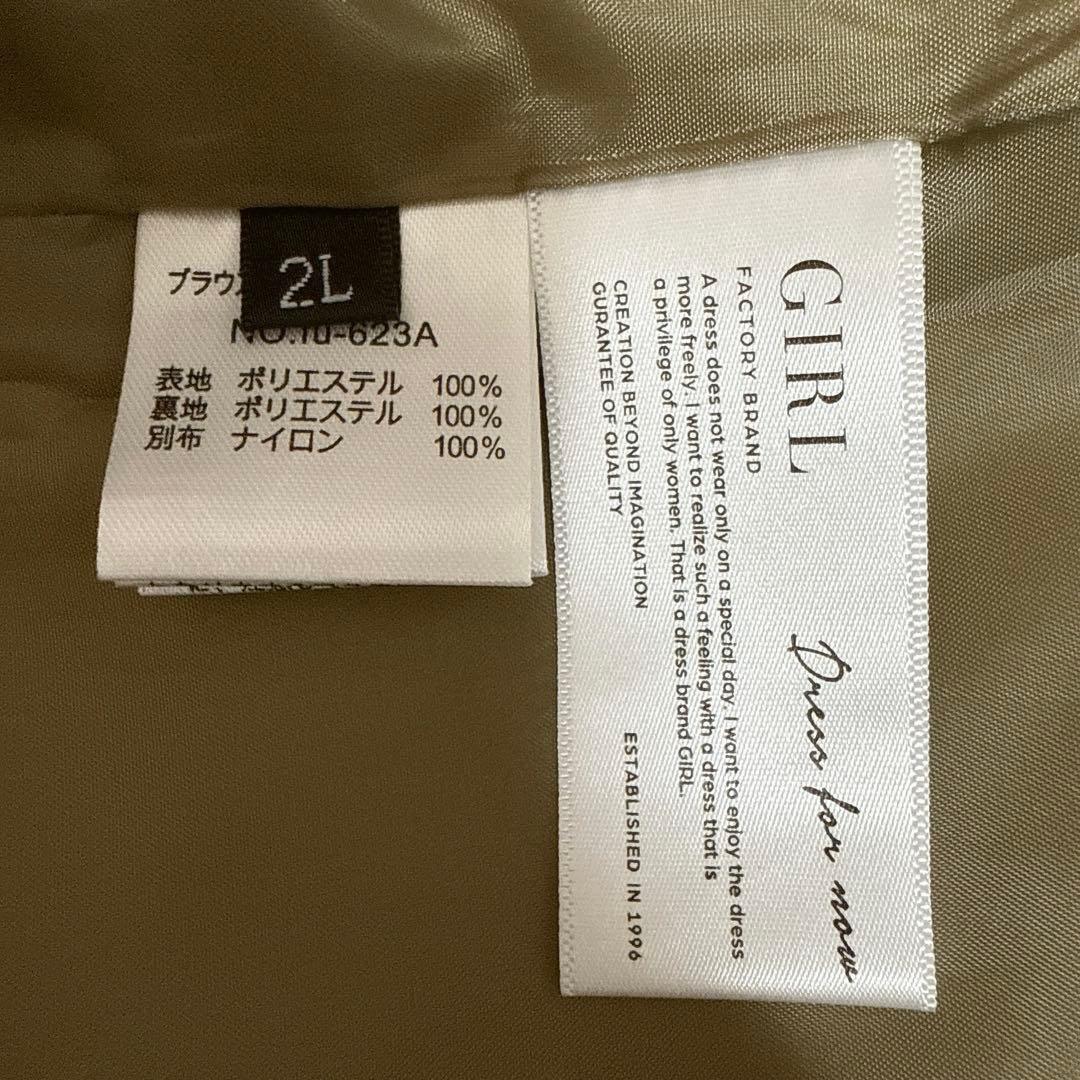 2L
ブラウ
-623A
表地 ポリエステル 100%
裏地 ポリエステル 100%
別布 ナイロン 100%
GIRL
Dress for now
FACTORY BRAND
A dress does not wear only on a special day. I want to enjoy the dress
more freely. I want to realize such a feeling with a dress that is
a privilege of only women. That is a dress brand GIRL.
CREATION BEYOND IMAGINATION
GURANTEE OF QUALITY
ESTABLISHED IN 1996